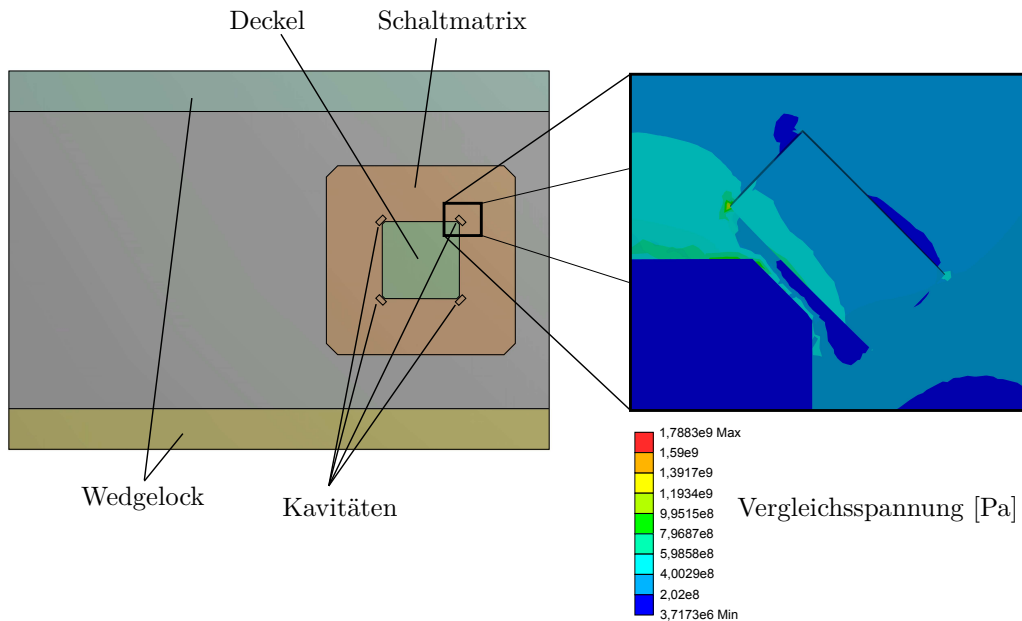 Deckel
Schaltmatrix
Wedgelock
Kavitäten
1,7883e9 Max
1,59e9
1,3917e9
1,1934e9
9,9515e8
7,9687e8
5,9858e8
4,0029e8
2,02e8
3,7173e6 Min
Vergleichsspannung [Pa]